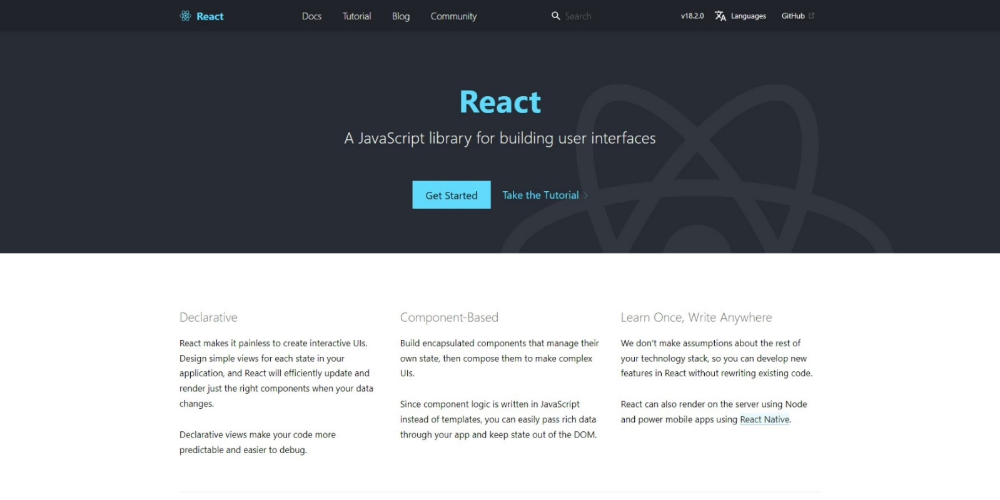 React
Docs Tutorial Blog Community
Search
v18.2.0 Languages GitHub
React
A JavaScript library for building user interfaces
Get Started Take the Tutorial
Declarative
React makes it painless to create interactive UIs.
Design simple views for each state in your
application, and React will efficiently update and
render just the right components when your data
changes.
Declarative views make your code more
predictable and easier to debug.
Component-Based
Build encapsulated components that manage their
own state, then compose them to make complex
UIs.
Since component logic is written in JavaScript
instead of templates, you can easily pass rich data
through your app and keep state out of the DOM.
Learn Once, Write Anywhere
We don't make assumptions about the rest of
your technology stack, so you can develop new
features in React without rewriting existing code.
React can also render on the server using Node
and power mobile apps using React Native.